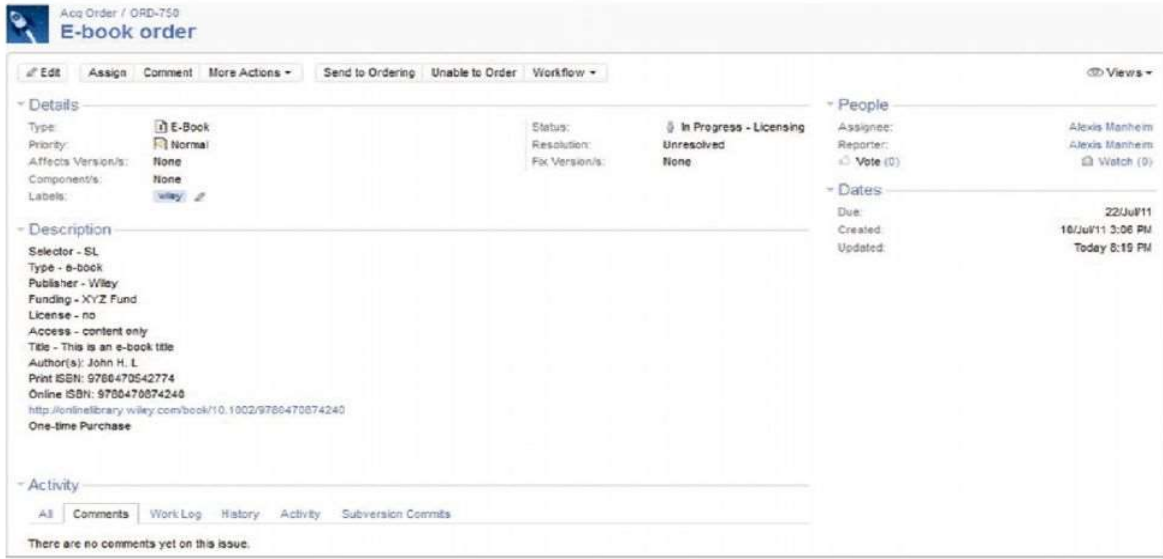 Acq Order / ORD-750
E-book order
Edit Assign Comment More Actions Send to Ordering Unable to Order Workflow Views
Details
Type: E-Book Status: In Progress - Licensing
Priority: Normal Resolution: Unresolved
Affects Version/s: None Fix Version/s: None
Component/s: None
Labels: wiley
People
Assignee: Alexis Manheim
Reporter: Alexis Manheim
Vote (0) Watch (0)
Dates
Due: 22/Jul/11
Created: 3:06 PM
Updated: Today 8:19 PM
Description
Selector - SL
Type - e-book
Publisher - Wiley
Funding - XYZ Fund
License - no
Access - content only
Title - This is an e-book title
Author(s): John H. L
Print ISBN: 9780470542774
Online ISBN: 9780470874240
http://onlinelibrary.wiley.com/book/10.1002/9780470874240
One-time Purchase
Activity
All Comments Work Log History Activity Subversion Commits
There are no comments yet on this issue.